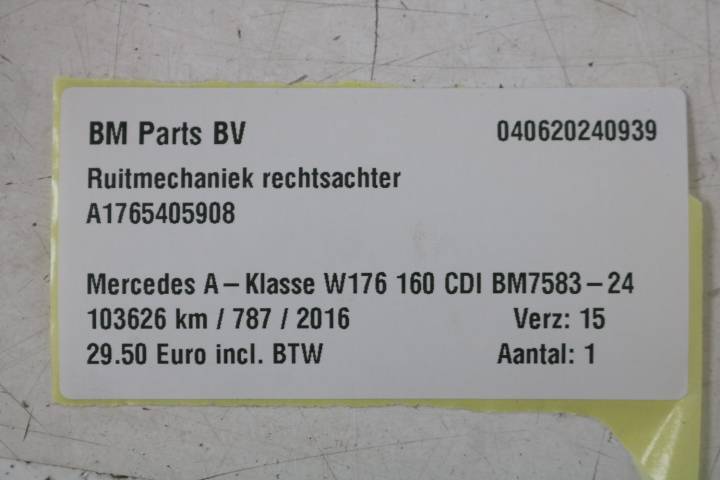 BM Parts BV 040620240939
Ruitmechaniek rechtsachter
A1765405908
Mercedes A-Klasse W176 160 CDI BM7583-24
103626 km / 787 / 2016 Verz: 15
29.50 Euro incl. BTW Aantal: 1